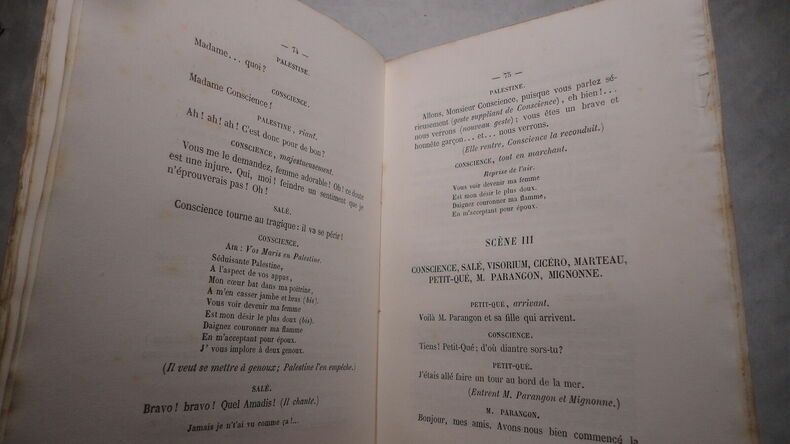 — 74 —
PALESTINE.
Madame... quoi?
CONSCIENCE.
Madame Conscience!
PALESTINE, riant.
Ah! ah! ah! C'est donc pour de bon?
CONSCIENCE, majestueusement.
Vous me le demandez, femme adorable! Oh! ce doute
est une injure. Qui, moi! feindre un sentiment que je
n'éprouverais pas! Oh!
SALÉ.
Conscience tourne au tragique: il va se périr!
CONSCIENCE.
Air: Vos Maris en Palestine.
Séduisante Palestine,
A l'aspect de vos appas,
Mon cœur bat dans ma poitrine,
A m'en casser jambe et bras (bis).
Vous voir devenir ma femme
Est mon désir le plus doux (bis).
Daignez couronner ma flamme
En m'acceptant pour époux.
J' vous implore à deux genoux.
(Il veut se mettre à genoux; Palestine l'en empêche.)
SALÉ.
Bravo! bravo! Quel Amadis! (Il chante.)
Jamais je n't'ai vu comme ça!...
— 75 —
PALESTINE.
Allons, Monsieur Conscience, puisque vous parlez sé-
rieusement (geste suppliant de Conscience), eh bien!...
nous verrons (nouveau geste); vous êtes un brave et
honnête garçon... et... nous verrons.
(Elle rentre, Conscience la reconduit.)
CONSCIENCE, tout en marchant.
Reprise de l'air.
Vous voir devenir ma femme
Est mon désir le plus doux.
Daignez couronner ma flamme,
En m'acceptant pour époux.
SCÈNE III
CONSCIENCE, SALÉ, VISORIUM, CICÉRO, MARTEAU,
PETIT-QUÉ, M. PARANGON, MIGNONNE.
PETIT-QUÉ, arrivant.
Voilà M. Parangon et sa fille qui arrivent.
CONSCIENCE.
Tiens! Petit-Qué; d'où diantre sors-tu?
PETIT-QUÉ.
J'étais allé faire un tour au bord de la mer.
(Entrent M. Parangon et Mignonne.)
M. PARANGON.
Bonjour, mes amis. Avons-nous bien commencé la